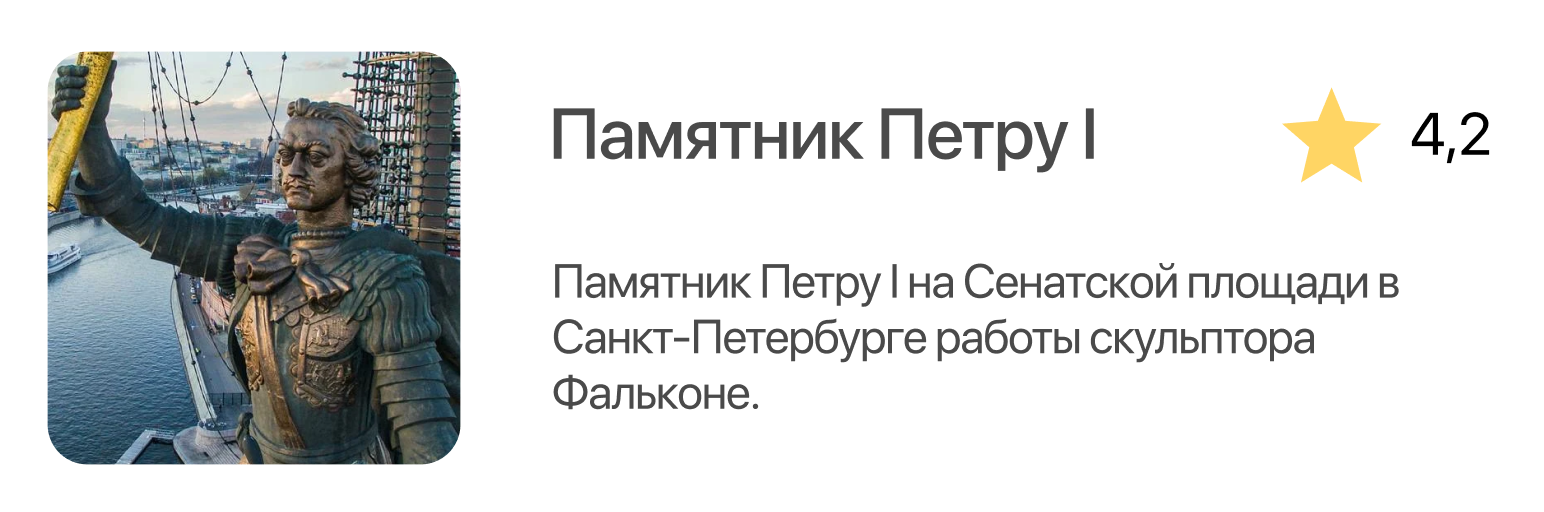 Памятник Петру I
4,2
Памятник Петру I на Сенатской площади в
Санкт-Петербурге работы скульптора
Фальконе.